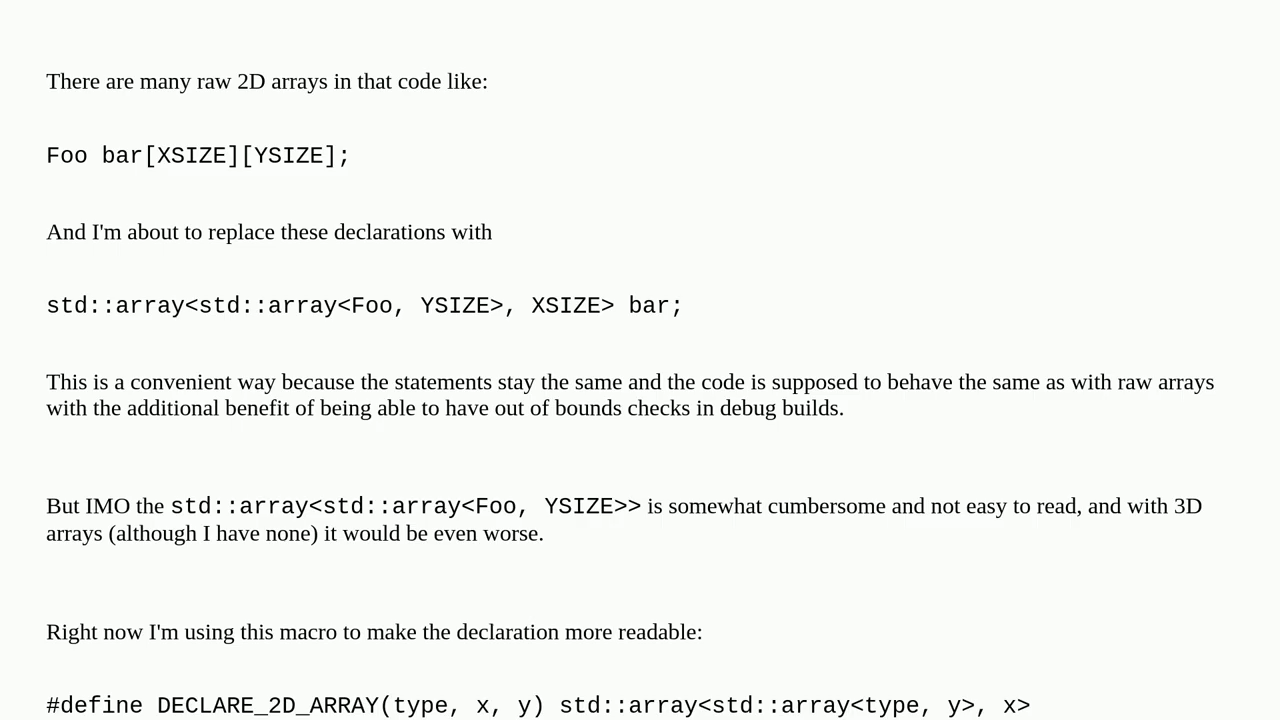 There are many raw 2D arrays in that code like:
Foo bar[XSIZE][YSIZE];
And I'm about to replace these declarations with
std::array<std::array<Foo, YSIZE>, XSIZE> bar;
This is a convenient way because the statements stay the same and the code is supposed to behave the same as with raw arrays
with the additional benefit of being able to have out of bounds checks in debug builds.
But IMO the std::array<std::array<Foo, YSIZE>> is somewhat cumbersome and not easy to read, and with 3D
arrays (although I have none) it would be even worse.
Right now I'm using this macro to make the declaration more readable:
#define DECLARE_2D_ARRAY(type, x, y) std::array<std::array<type, y>, x>